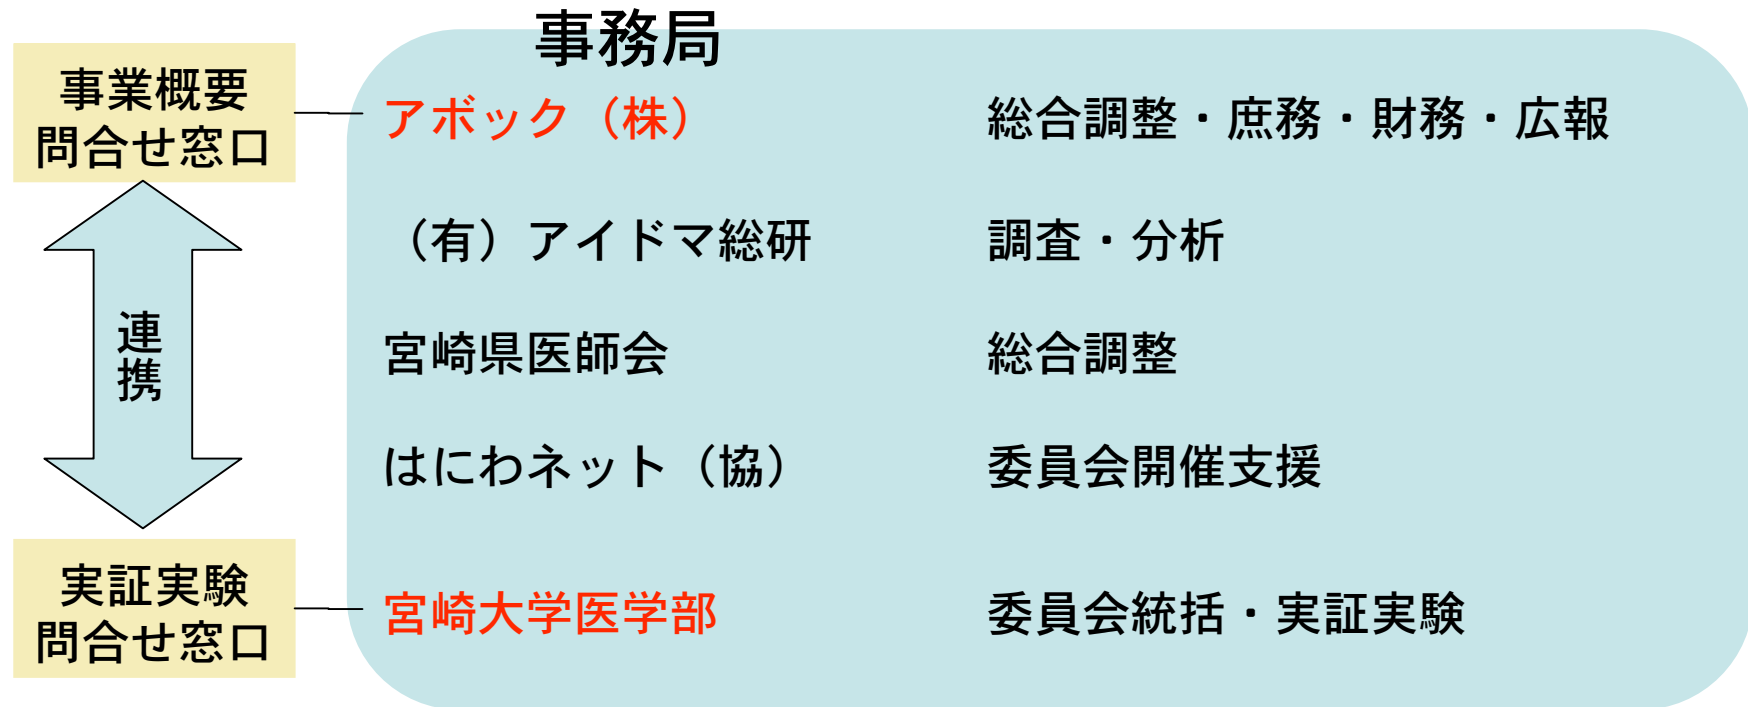 事務局
事業概要
問合せ窓口
アボック（株）　総合調整・庶務・財務・広報
（有）アイドマ総研　調査・分析
連携
宮崎県医師会　総合調整
はにわネット（協）　委員会開催支援
実証実験
問合せ窓口
宮崎大学医学部　委員会統括・実証実験